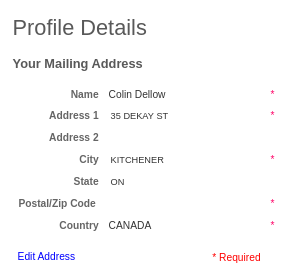 Profile Details
Your Mailing Address
Name Colin Dellow *
Address 1 35 DEKAY ST *
Address 2
City KITCHENER *
State ON
Postal/Zip Code *
Country CANADA *
Edit Address * Required